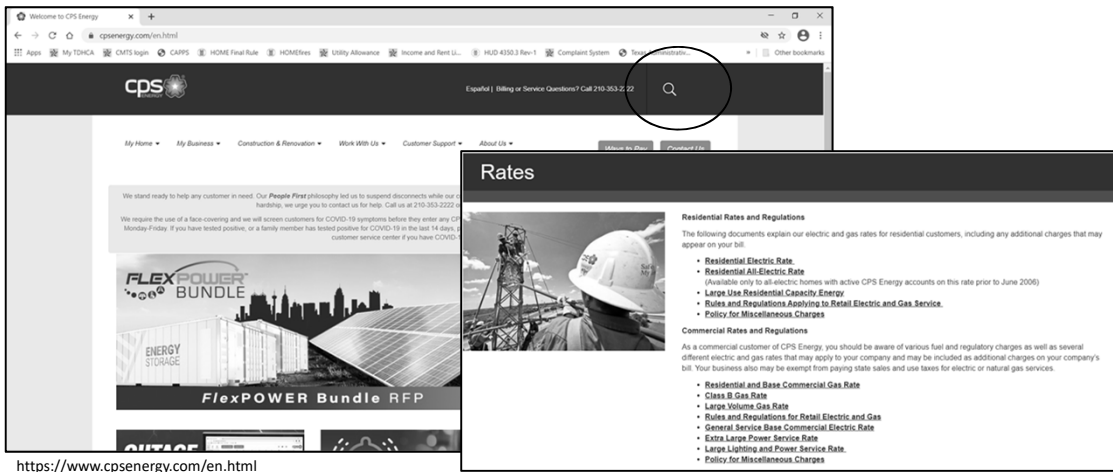 Welcome to CPS Energy
cpsenergy.com/en.html
Apps My TDHCA CMTS login CAPPS HOME Final Rule HOMEfires Utility Allowance Income and Rent Li... HUD 4350.3 Rev-1 Complaint System Texas Administrativ... » Other bookmarks
cps ENERGY
Español | Billing or Service Questions? Call 210-353-2222
My Home My Business Construction & Renovation Work With Us Customer Support About Us Ways to Pay Contact Us
We stand ready to help any customer in need. Our People First philosophy led us to suspend disconnects while our
hardship, we urge you to contact us for help. Call us at 210-353-2222
We require the use of a face-covering and we will screen customers for COVID-19 symptoms before they enter any
Monday-Friday. If you have tested positive, or a family member has tested positive for COVID-19 in the last 14 days,
customer service center if you have
FLEXPOWER
BUNDLE
ENERGY
STORAGE
FlexPOWER Bundle RFP
OUTAGE
https://www.cpsenergy.com/en.html
Rates
Residential Rates and Regulations
The following documents explain our electric and gas rates for residential customers, including any additional charges that may
appear on your bill.
• Residential Electric Rate
• Residential All-Electric Rate
(Available only to all-electric homes with active CPS Energy accounts on this rate prior to June 2006)
• Large Use Residential Capacity Energy
• Rules and Regulations Applying to Retail Electric and Gas Service
• Policy for Miscellaneous Charges
Commercial Rates and Regulations
As a commercial customer of CPS Energy, you should be aware of various fuel and regulatory charges as well as several
different electric and gas rates that may apply to your company and may be included as additional charges on your company's
bill. Your business also may be exempt from paying state sales and use taxes for electric or natural gas services.
• Residential and Base Commercial Gas Rate
• Class B Gas Rate
• Large Volume Gas Rate
• Rules and Regulations for Retail Electric and Gas
• General Service Base Commercial Electric Rate
• Extra Large Power Service Rate
• Large Lighting and Power Service Rate
• Policy for Miscellaneous Charges